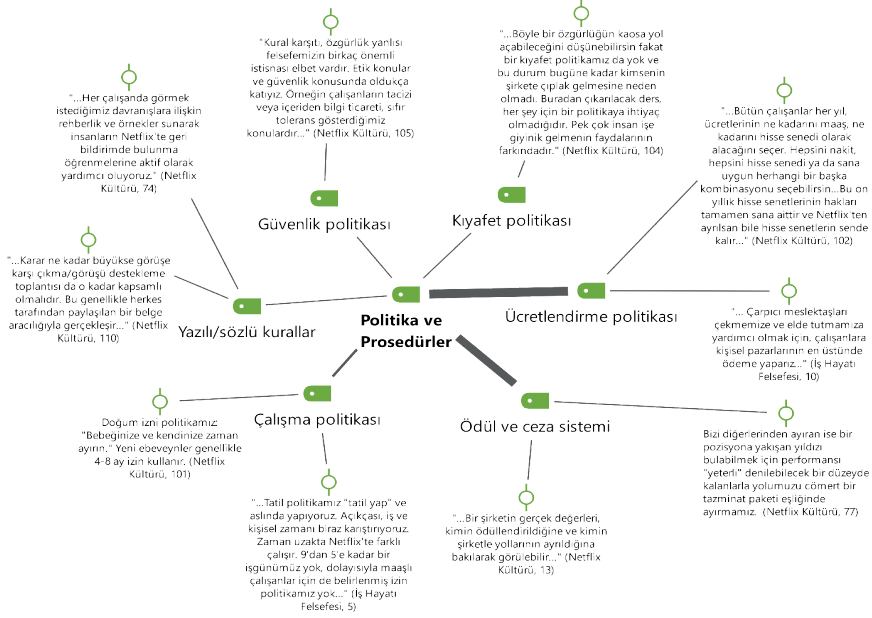 "Kural karşıtı, özgürlük yanlısı
felsefemizin birkaç önemli
istisnası elbet vardır. Etik konular
ve güvenlik konusunda oldukça
katıyız. Örneğin çalışanların tacizi
veya içeriden bilgi ticareti, sıfır
tolerans gösterdiğimiz
konulardır..." (Netflix Kültürü, 105)
"...Böyle bir özgürlüğün kaosa yol
açabileceğini düşünebilirsin fakat
bir kıyafet politikamız da yok ve
bu durum bugüne kadar kimsenin
şirkete çıplak gelmesine neden
olmadı. Buradan çıkarılacak ders,
her şey için bir politikaya ihtiyaç
olmadığıdır. Pek çok insan işe
giyinik gelmenin faydalarının
farkındadır." (Netflix Kültürü, 104)
"...Her çalışanda görmek
istediğimiz davranışlara ilişkin
rehberlik ve örnekler sunarak
insanların Netflix'te geri
bildirimde bulunma
öğrenmelerine aktif olarak
yardımcı oluyoruz." (Netflix
Kültürü, 74)
"...Bütün çalışanlar her yıl,
ücretlerinin ne kadarını maaş, ne
kadarını hisse senedi olarak
alacağını seçer. Hepsini nakit,
hepsini hisse senedi ya da sana
uygun herhangi bir başka
kombinasyonu seçebilirsin...Bu on
yıllık hisse senetlerinin hakları
tamamen sana aittir ve Netflix'ten
ayrılsan bile hisse senetlerin sende
kalır..." (Netflix Kültürü, 102)
Güvenlik politikası
Kıyafet politikası
"...Karar ne kadar büyükse görüşe
karşı çıkma/görüşü destekleme
toplantısı da o kadar kapsamlı
olmalıdır. Bu genellikle herkes
tarafından paylaşılan bir belge
aracılığıyla gerçekleşir..." (Netflix
Kültürü, 110)
Yazılı/sözlü kurallar
Politika ve
Prosedürler
Ücretlendirme politikası
"... Çarpıcı meslektaşları
çekmemize ve elde tutmamıza
yardımcı olmak için, çalışanlara
kişisel pazarlarının en üstünde
ödeme yaparız..." (İş Hayatı
Felsefesi, 10)
Çalışma politikası
Ödül ve ceza sistemi
Doğum izni politikamız:
"Bebeğinize ve kendinize zaman
ayırın." Yeni ebeveynler genellikle
4-8 ay izin kullanır. (Netflix
Kültürü, 101)
Bizi diğerlerinden ayıran ise bir
pozisyona yakışan yıldızı
bulabilmek için performansı
"yeterli" denilebilecek bir düzeyde
kalanlarla yolumuzu cömert bir
tazminat paketi eşliğinde
ayırmamız. (Netflix Kültürü, 77)
"...Tatil politikamız "tatil yap" ve
aslında yapıyoruz. Açıkçası, iş ve
kişisel zamanı biraz karıştırıyoruz.
Zaman uzakta Netflix'te farklı
çalışır. 9'dan 5'e kadar bir
işgünümüz yok, dolayısıyla maaşlı
çalışanlar için de belirlenmiş izin
politikamız yok..." (İş Hayatı
Felsefesi, 5)
"...Bir şirketin gerçek değerleri,
kimin ödüllendirildiğine ve kimin
şirketle yollarının ayrıldığına
bakılarak görülebilir..." (Netflix
Kültürü, 13)